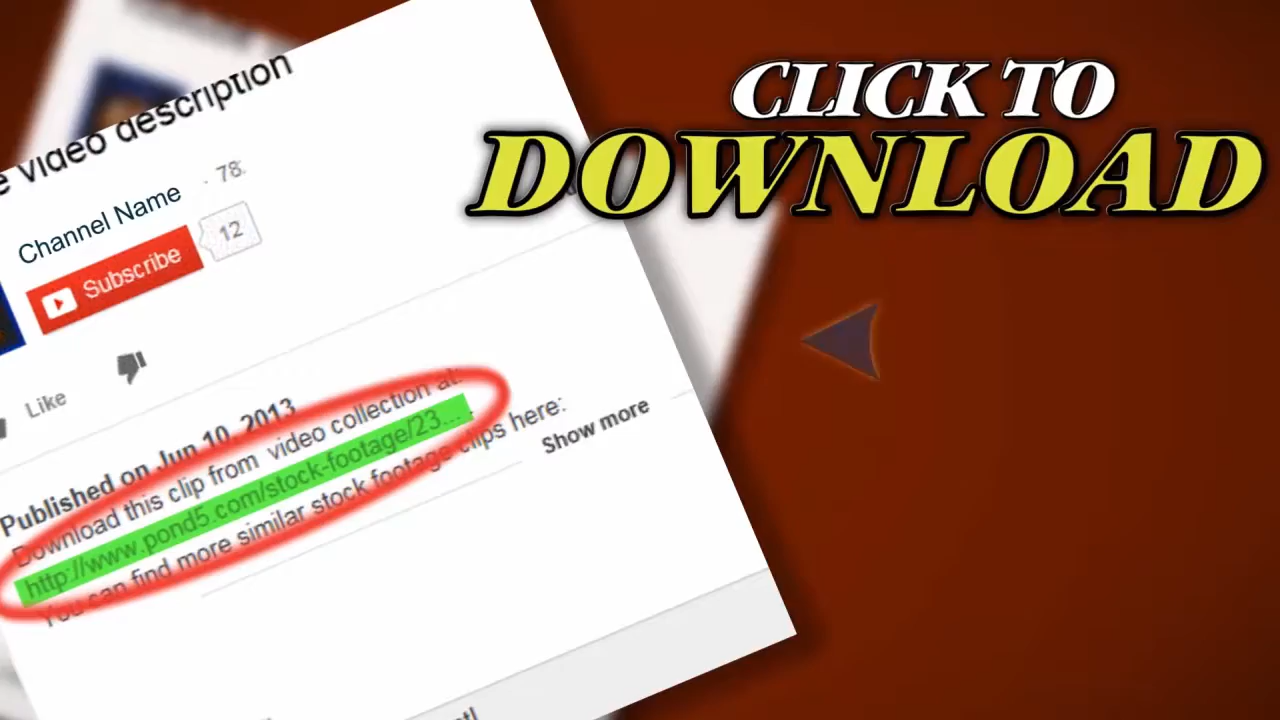 CLICK TO
DOWNLOAD
video description
Channel Name
Subscribe
12
Like
Published on Jun 10, 2013
Download this clip from video collection at:
http://www.pond5.com/stock-footage/23...
You can find more similar stock footage clips here:
Show more